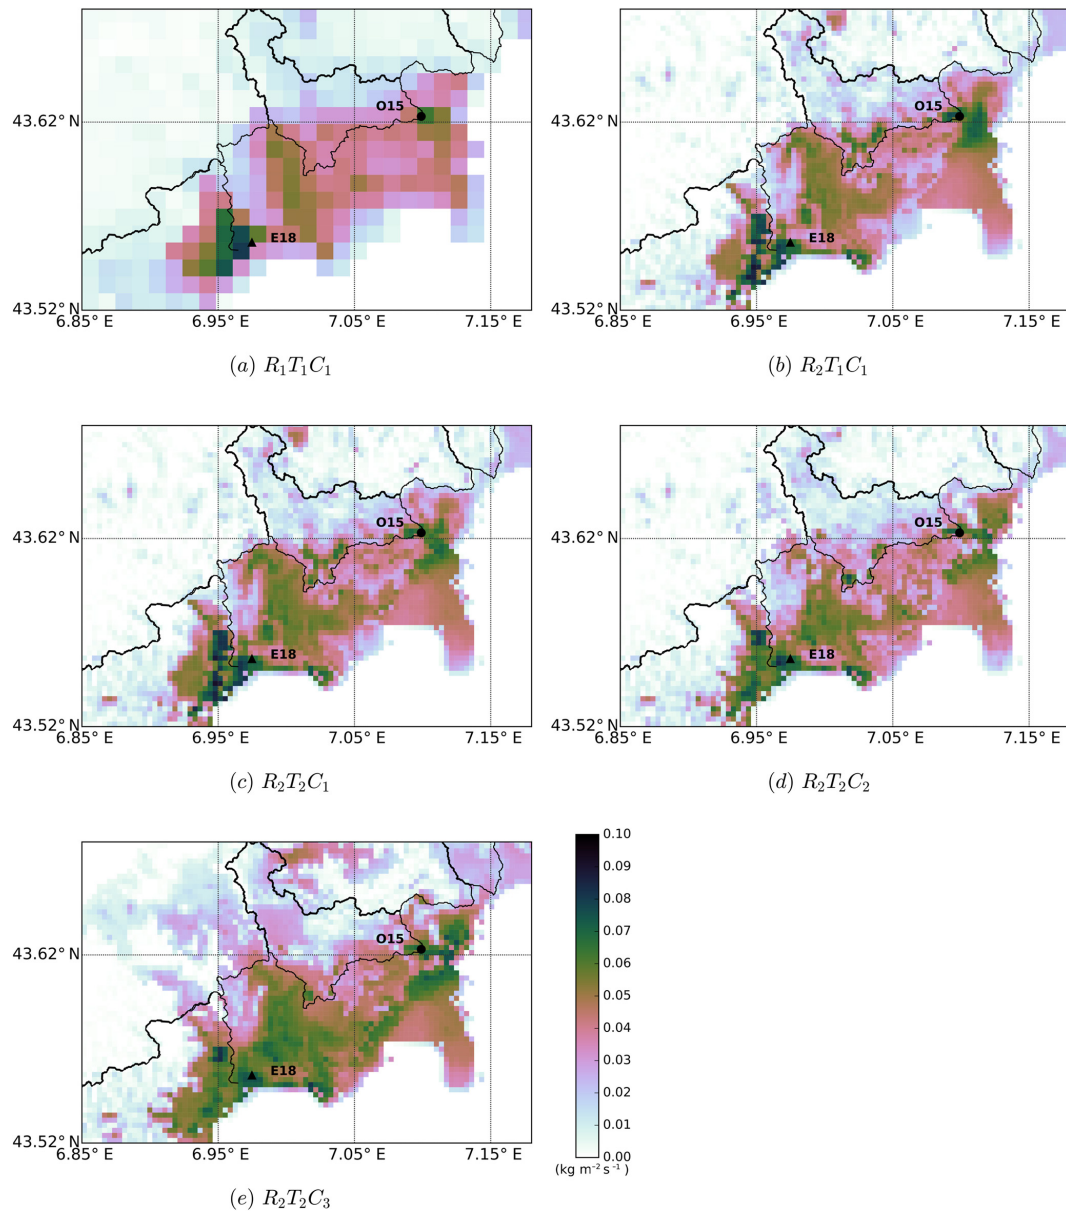 O15
O15
43.62° N
43.62° N
E18
E18
43.52° N
43.52° N
6.85° E 6.95° E 7.05° E 7.15° E
6.85° E 6.95° E 7.05° E 7.15° E
(a) R₁T₁C₁
(b) R₂T₁C₁
O15
O15
43.62° N
43.62° N
E18
E18
43.52° N
43.52° N
6.85° E 6.95° E 7.05° E 7.15° E
6.85° E 6.95° E 7.05° E 7.15° E
(c) R₂T₂C₁
(d) R₂T₂C₂
O15
43.62° N
E18
43.52° N
6.85° E 6.95° E 7.05° E 7.15° E
0.10
0.09
0.08
0.07
0.06
0.05
0.04
0.03
0.02
0.01
0.00
(kg m⁻² s⁻¹)
(e) R₂T₂C₃